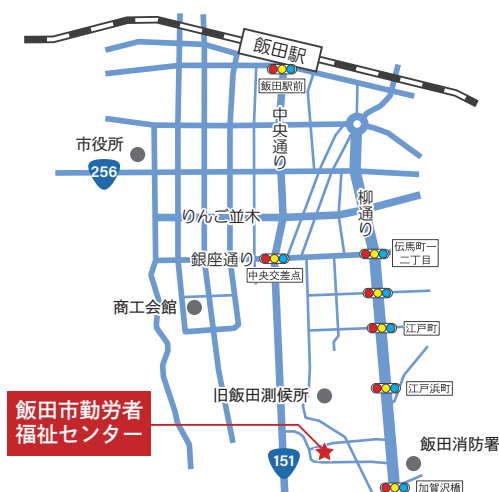 飯田駅
飯田駅前
中央通り
市役所
256
りんご並木
柳通り
銀座通り
伝馬町一
二丁目
中央交差点
商工会館
江戸町
江戸浜町
旧飯田測候所
飯田市勤労者
福祉センター
飯田消防署
151
加賀沢橋